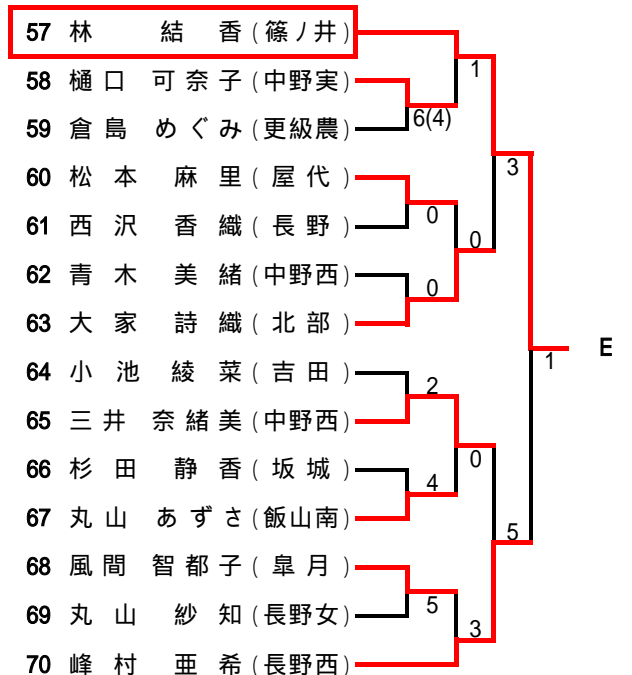 57 林 結 香 (篠ノ井)
1
58 樋口 可奈子 (中野実)
6(4)
59 倉島 めぐみ (更級農)
3
60 松本 麻里 (屋代)
0
61 西沢 香織 (長野)
0
62 青木 美緒 (中野西)
0
63 大家 詩織 (北部)
1 E
64 小池 綾菜 (吉田)
2
65 三井 奈緒美 (中野西)
0
66 杉田 静香 (坂城)
4
67 丸山 あずさ (飯山南)
5
68 風間 智都子 (皐月)
5
69 丸山 紗知 (長野女)
3
70 峰村 亜希 (長野西)